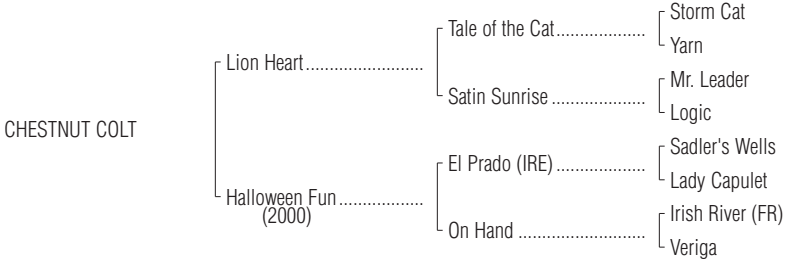 Storm Cat
Tale of the Cat....................
Yarn
Lion Heart.........................
Mr. Leader
Satin Sunrise .....................
Logic
CHESTNUT COLT
Sadler's Wells
El Prado (IRE)....................
Lady Capulet
Halloween Fun..................
(2000)
Irish River (FR)
On Hand ...........................
Veriga